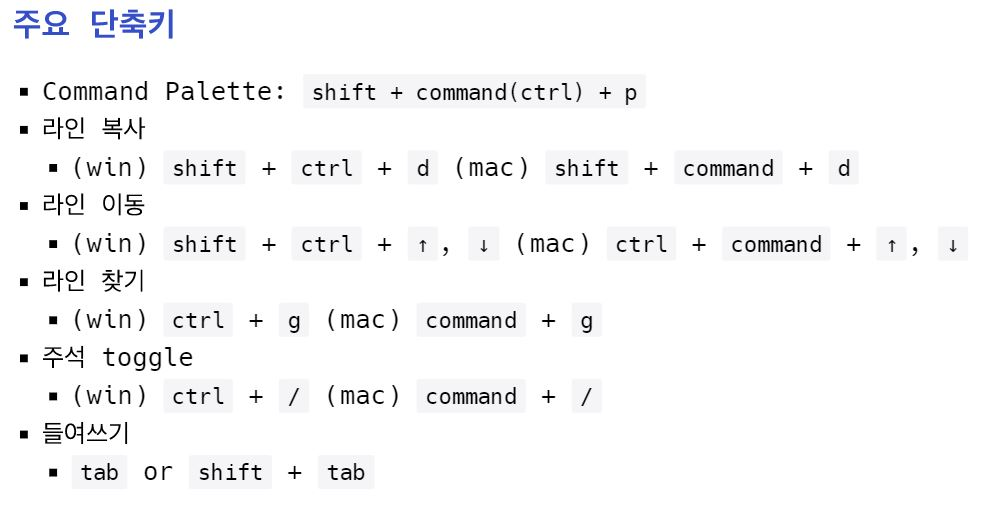 주요 단축키
Command Palette: shift + command(ctrl) + p
라인 복사
(win) shift + ctrl + d (mac) shift + command + d
라인 이동
(win) shift + ctrl + ↑, ↓ (mac) ctrl + command + ↑, ↓
라인 찾기
(win) ctrl + g (mac) command + g
주석 toggle
(win) ctrl + / (mac) command + /
들여쓰기
tab or shift + tab